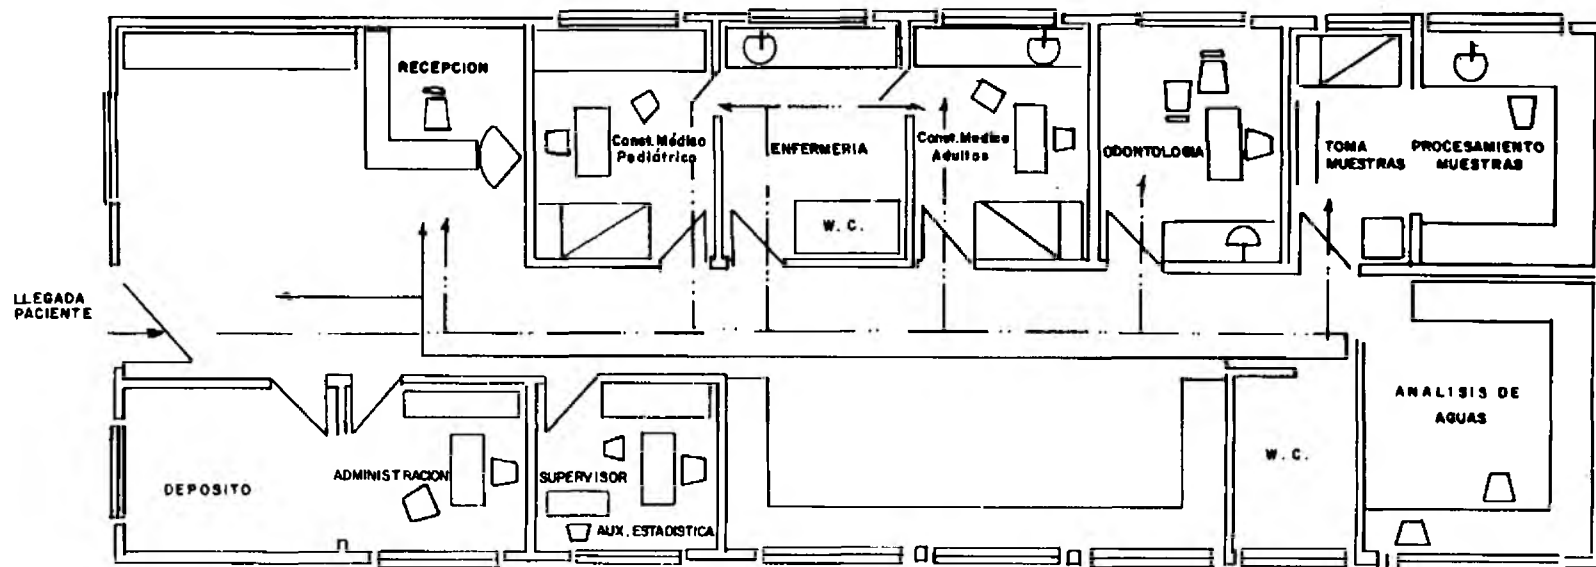 RECEPCION
Const. Médico
Pediátrico
ENFERMERIA
Const. Medico
Adultos
ODONTOLOGIA
TOMA
MUESTRAS
PROCESAMIENTO
MUESTRAS
W. C.
LLEGADA
PACIENTE
DEPOSITO
ADMINISTRACION
SUPERVISOR
AUX. ESTADISTICA
W. C.
ANALISIS DE
AGUAS